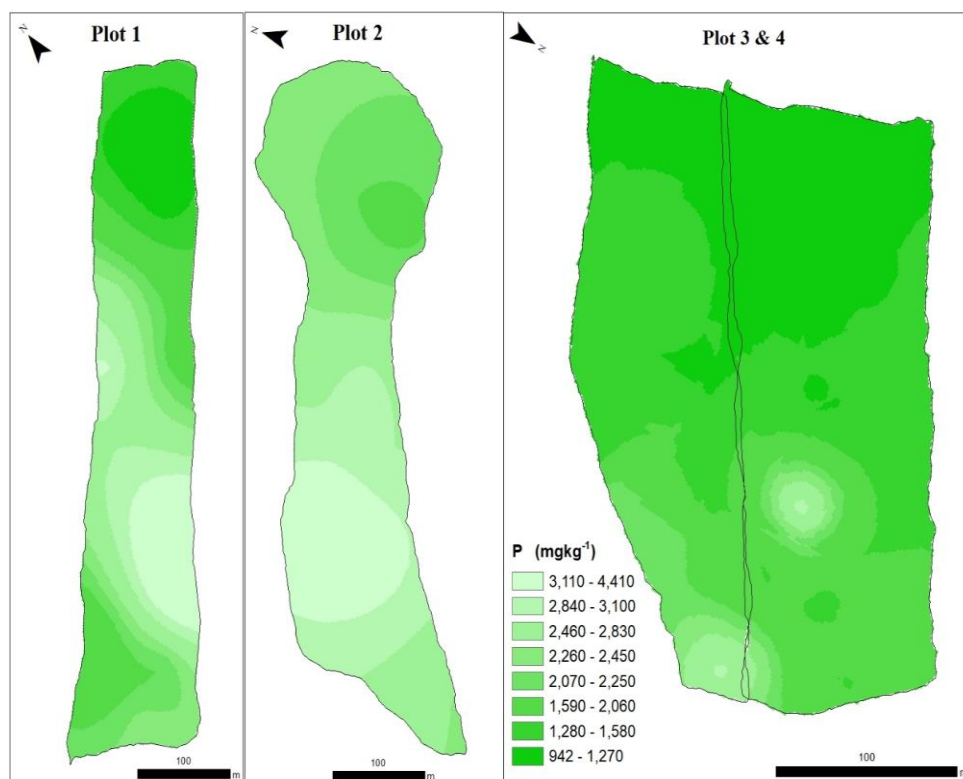 N
Plot 1
100
m
N
Plot 2
100
m
N
Plot 3 & 4
P (mgkg-1)
3,110 - 4,410
2,840 - 3,100
2,460 - 2,830
2,260 - 2,450
2,070 - 2,250
1,590 - 2,060
1,280 - 1,580
942 - 1,270
100